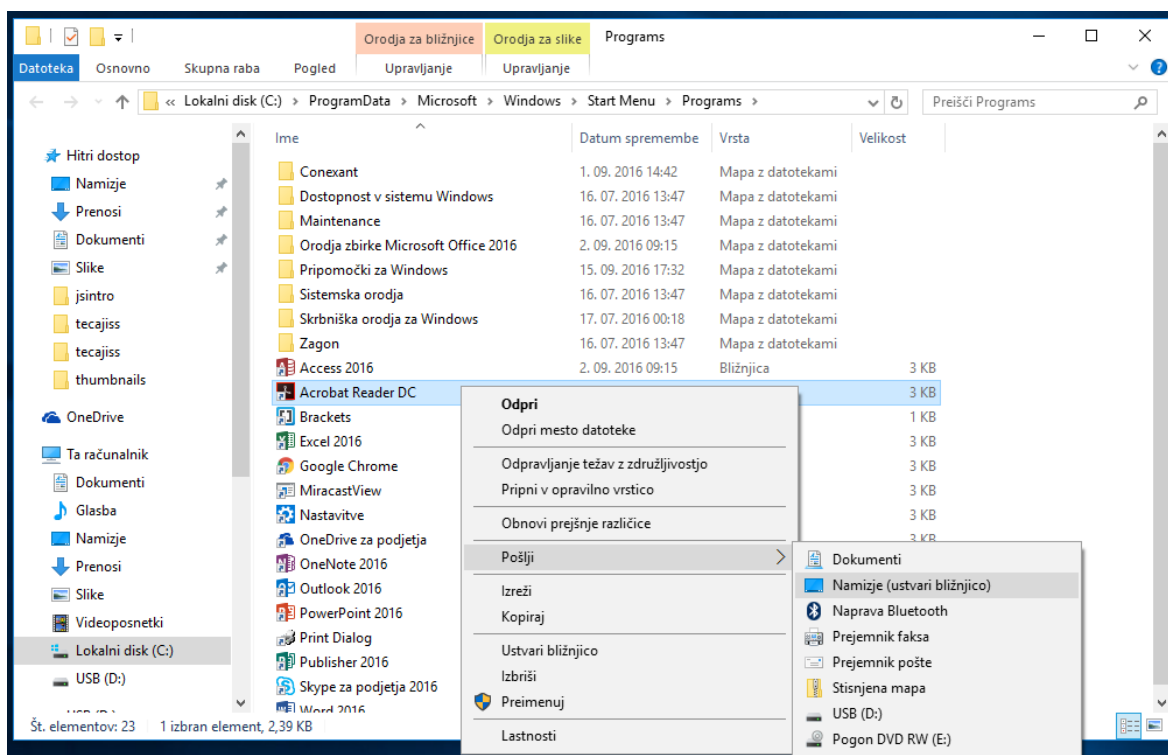 Orodja za bližnjice Orodja za slike Programs
Datoteka Osnovno Skupna raba Pogled Upravljanje Upravljanje
« Lokalni disk (C:) > ProgramData > Microsoft > Windows > Start Menu > Programs > Preišči Programs
Hitri dostop
Namizje
Prenosi
Dokumenti
Slike
jsintro
tecajiss
tecajiss
thumbnails
OneDrive
Ta računalnik
Dokumenti
Glasba
Namizje
Prenosi
Slike
Videoposnetki
Lokalni disk (C:)
USB (D:)
USB (D:)
Ime Datum spremembe Vrsta Velikost
Conexant 1. 09. 2016 14:42 Mapa z datotekami
Dostopnost v sistemu Windows 16. 07. 2016 13:47 Mapa z datotekami
Maintenance 16. 07. 2016 13:47 Mapa z datotekami
Orodja zbirke Microsoft Office 2016 2. 09. 2016 09:15 Mapa z datotekami
Pripomočki za Windows 15. 09. 2016 17:32 Mapa z datotekami
Sistemska orodja 16. 07. 2016 13:47 Mapa z datotekami
Skrbniška orodja za Windows 17. 07. 2016 00:18 Mapa z datotekami
Zagon 16. 07. 2016 13:47 Mapa z datotekami
Access 2016 2. 09. 2016 09:15 Bližnjica 3 KB
Acrobat Reader DC 3 KB
Brackets 1 KB
Excel 2016 3 KB
Google Chrome 3 KB
MiracastView 3 KB
Nastavitve 3 KB
OneDrive za podjetja 3 KB
OneNote 2016
Outlook 2016
PowerPoint 2016
Print Dialog
Publisher 2016
Skype za podjetja 2016
Word 2016
Odpri
Odpri mesto datoteke
Odpravljanje težav z združljivostjo
Pripni v opravilno vrstico
Obnovi prejšnje različice
Pošlji
Izreži
Kopiraj
Ustvari bližnjico
Izbriši
Preimenuj
Lastnosti
Dokumenti
Namizje (ustvari bližnjico)
Naprava Bluetooth
Prejemnik faksa
Prejemnik pošte
Stisnjena mapa
USB (D:)
Pogon DVD RW (E:)
Št. elementov: 23 1 izbran element, 2,39 KB